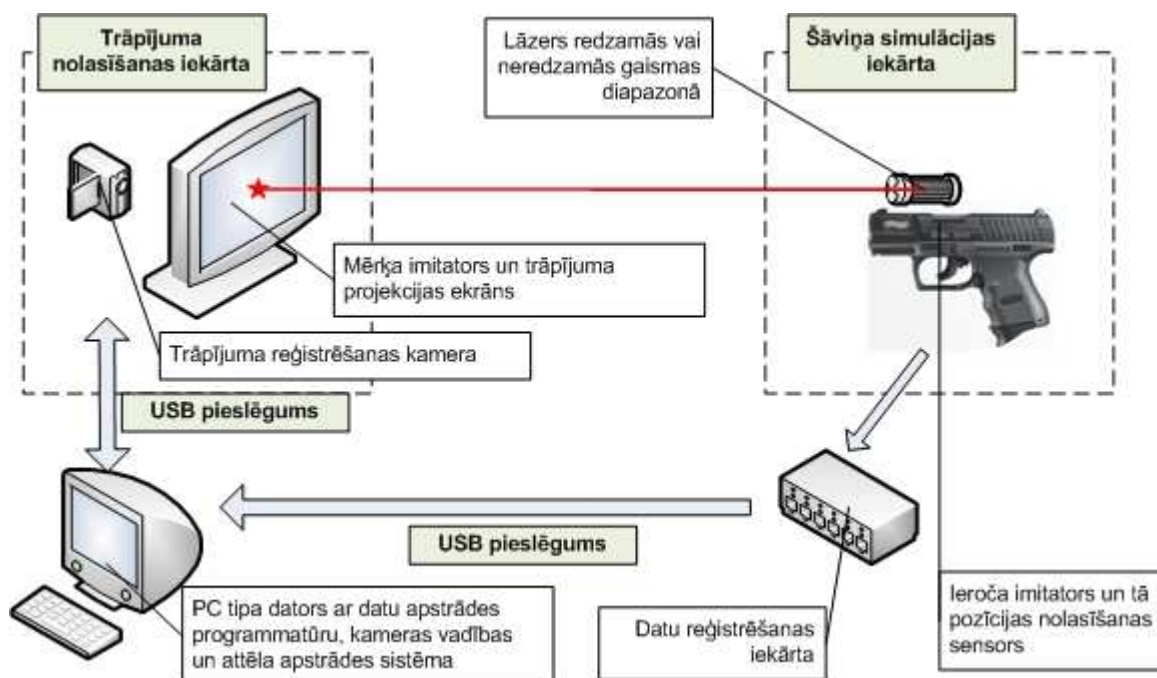 Trāpījuma
nolasīšanas iekārta
Lāzers redzamās vai
neredzamās gaismas
diapazonā
Šāviņa simulācijas
iekārta
Mērķa imitators un trāpījuma
projekcijas ekrāns
Trāpījuma reģistrēšanas kamera
USB pieslēgums
USB pieslēgums
PC tipa dators ar datu apstrādes
programmatūru, kameras vadības
un attēla apstrādes sistēma
Datu reģistrēšanas
iekārta
Ieroča imitators un tā
pozīcijas nolasīšanas
sensors